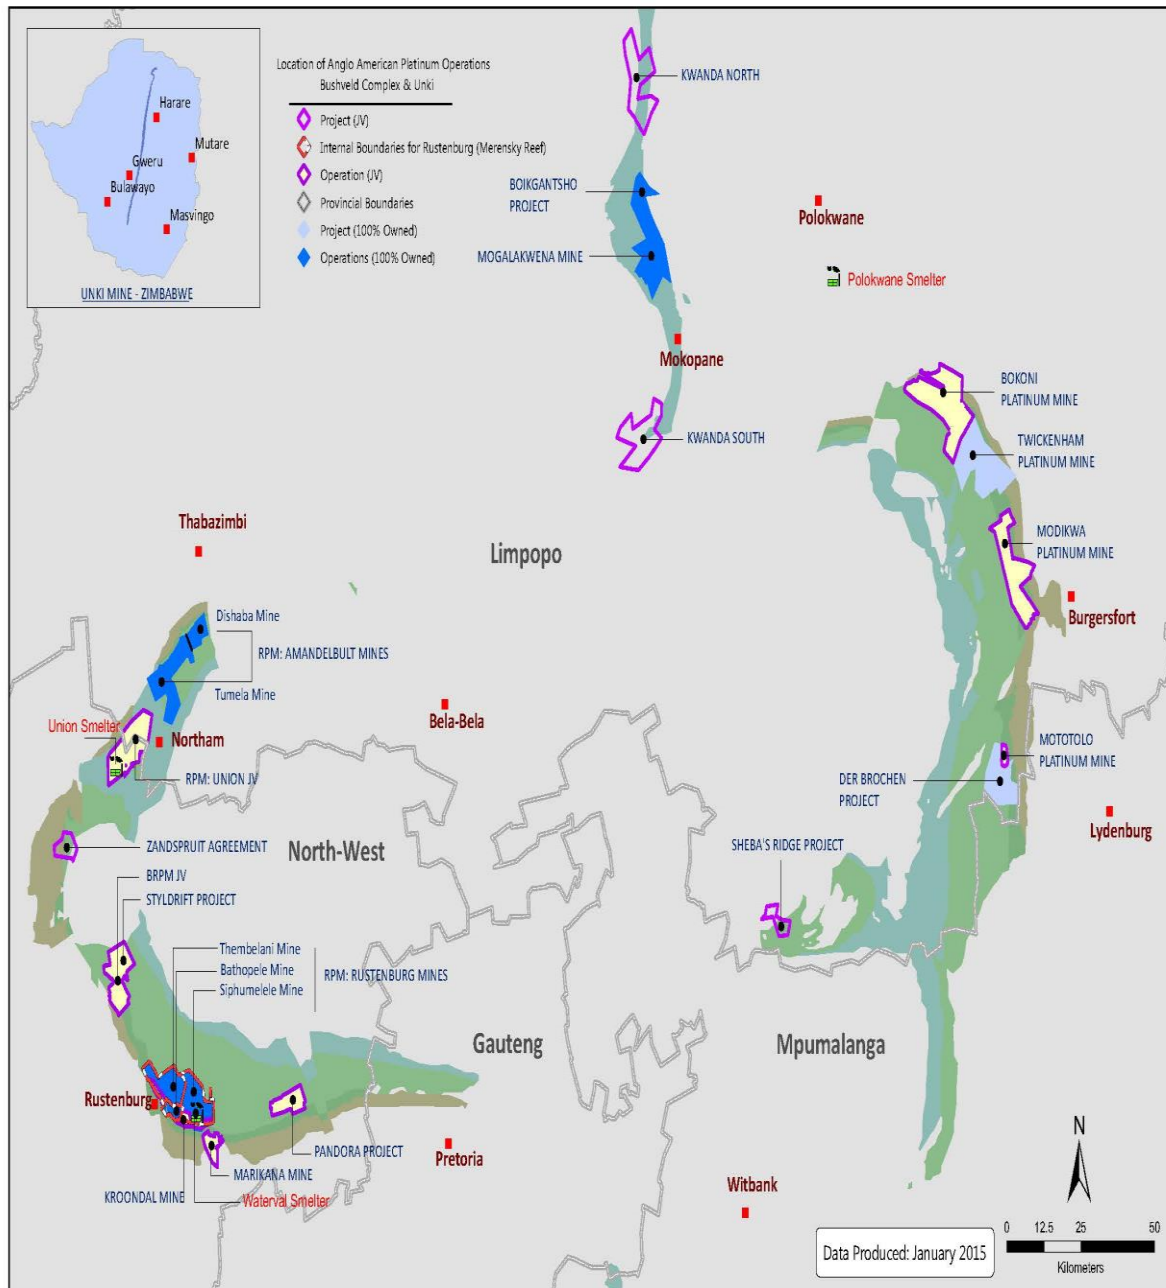 Harare
Mutare
Gweru
Bulawayo
Masvingo
UNKI MINE - ZIMBABWE
Location of Anglo American Platinum Operations
Bushveld Complex & Unki
Project (JV)
Internal Boundaries for Rustenburg (Merensky Reef)
Operation (JV)
Provincial Boundaries
Project (100% Owned)
Operations (100% Owned)
KWANDA NORTH
BOIKGANTSHO
PROJECT
MOGALAKWENA MINE
Polokwane
Polokwane Smelter
Mokopane
KWANDA SOUTH
BOKONI
PLATINUM MINE
TWICKENHAM
PLATINUM MINE
MODIKWA
PLATINUM MINE
Burgersfort
Thabazimbi
Limpopo
Dishaba Mine
RPM: AMANDELBULT MINES
Tumela Mine
Union Smelter
Northam
RPM: UNION JV
Bela-Bela
MOTOTOLO
PLATINUM MINE
DER BROCHEN
PROJECT
Lydenburg
ZANDSPRUIT AGREEMENT
North-West
SHEBA'S RIDGE PROJECT
BRPM JV
STYLDRIFT PROJECT
Thembelani Mine
Bathopele Mine
Siphumelele Mine
RPM: RUSTENBURG MINES
Gauteng
Mpumalanga
Rustenburg
PANDORA PROJECT
Pretoria
MARIKANA MINE
KROONDAL MINE
Waterval Smelter
Witbank
N
Data Produced: January 2015
0 12.5 25 50
Kilometers